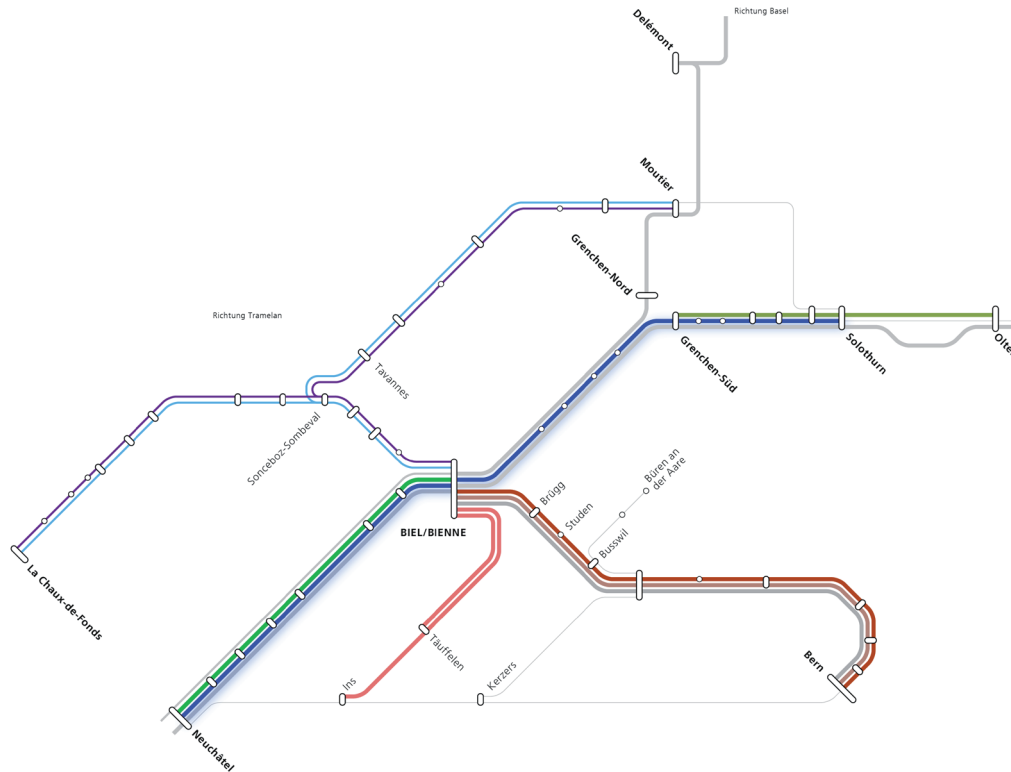 Richtung Basel
Delémont
Moutier
Grenchen-Nord
Richtung Tramelan
Grenchen-Süd
Solothurn
Olte
Tavannes
Sonceboz-Sombeval
Büren an
der Aare
Brügg
Studen
Busswil
BIEL/BIENNE
La Chaux-de-Fonds
Täuffelen
Ins
Kerzers
Bern
Neuchâtel